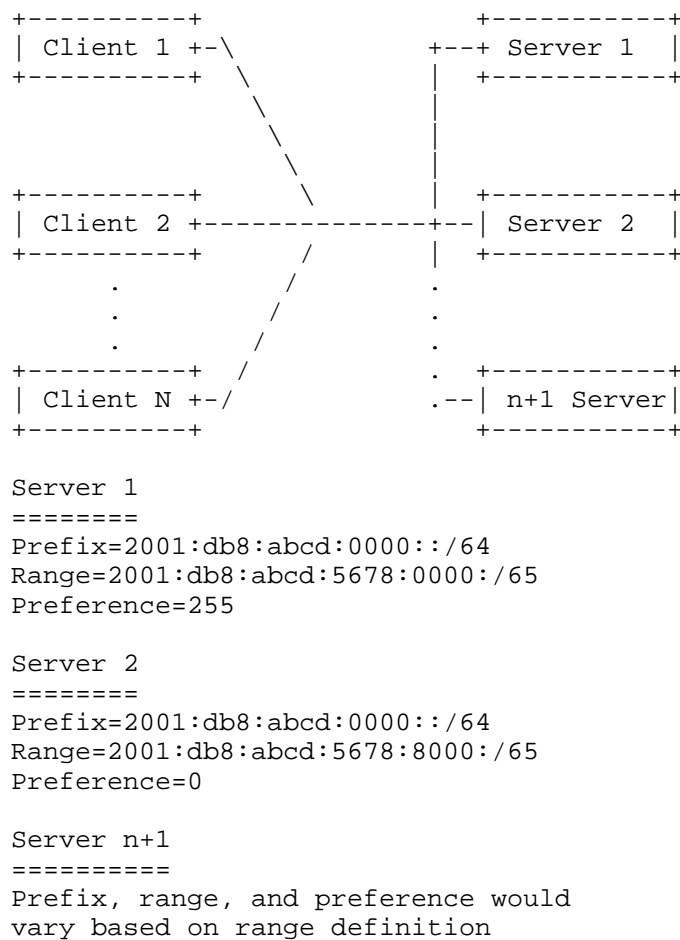 Client 1
Server 1
Client 2
Server 2
Client N
n+1 Server
Server 1
========
Prefix=2001:db8:abcd:0000::/64
Range=2001:db8:abcd:5678:0000:/65
Preference=255
Server 2
========
Prefix=2001:db8:abcd:0000::/64
Range=2001:db8:abcd:5678:8000:/65
Preference=0
Server n+1
==========
Prefix, range, and preference would
vary based on range definition